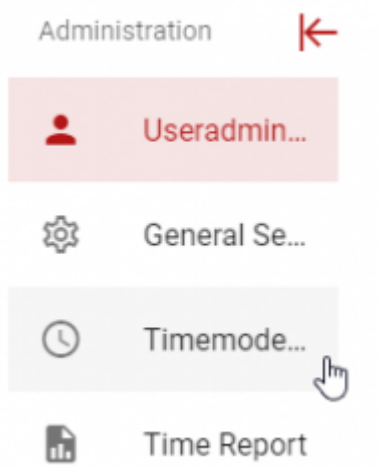 Administration
Useradmin...
General Se...
Timemode...
Time Report